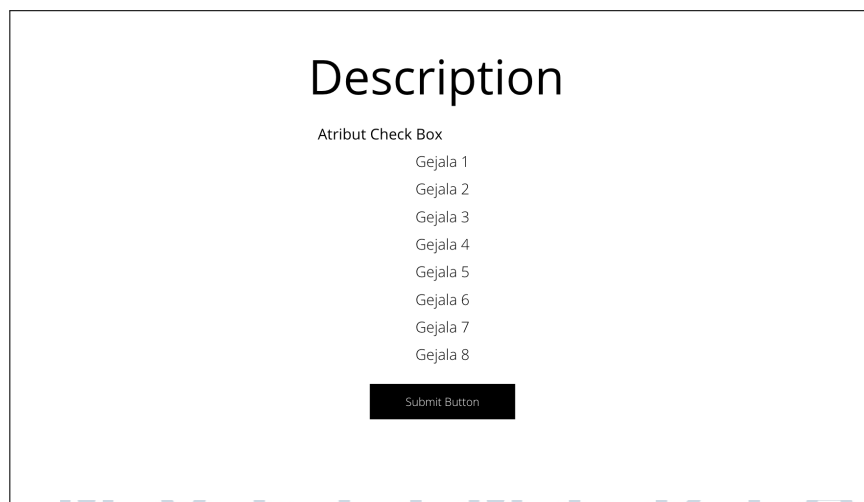 Description
Atribut Check Box
Gejala 1
Gejala 2
Gejala 3
Gejala 4
Gejala 5
Gejala 6
Gejala 7
Gejala 8
Submit Button